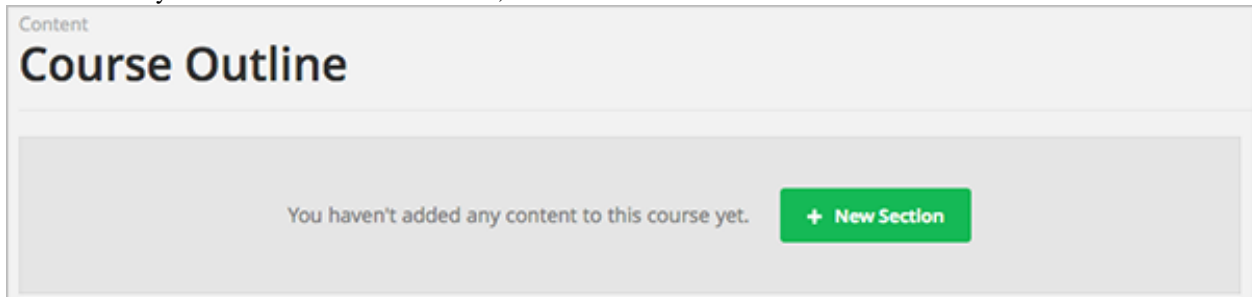 Content
Course Outline
You haven't added any content to this course yet.
+ New Section